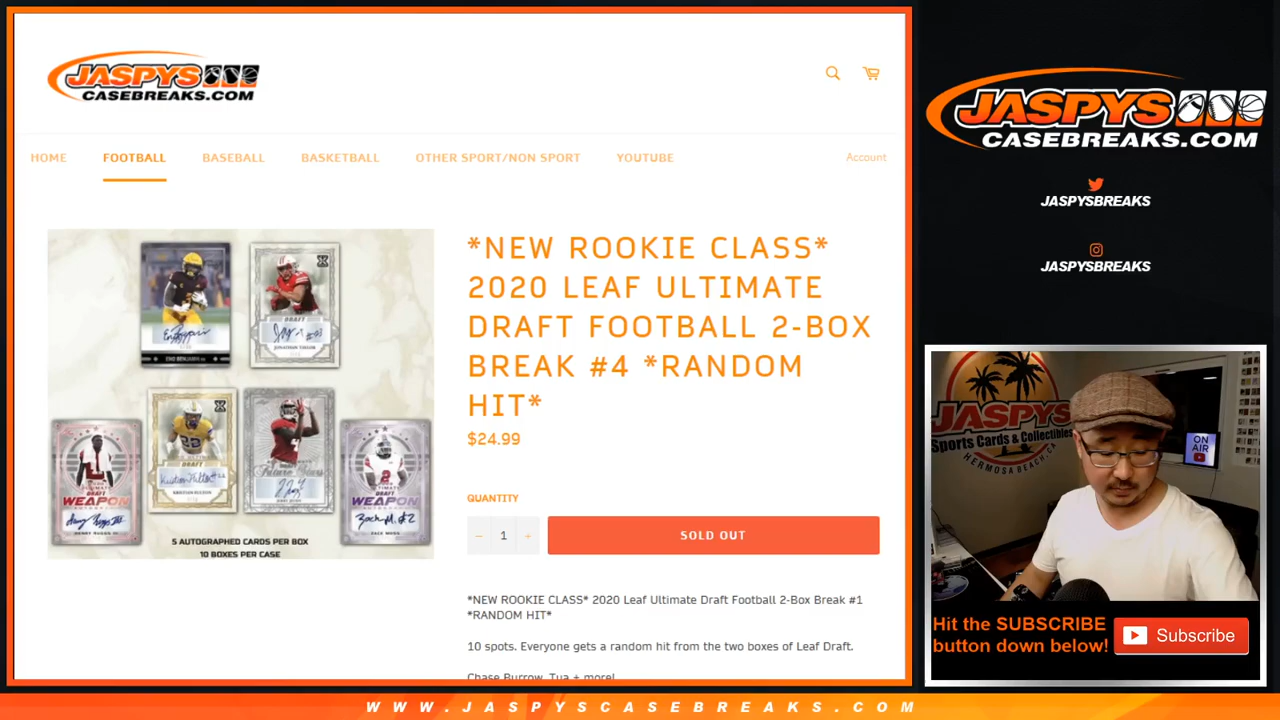 JASPYS
CASEBREAKS.COM
HOME
FOOTBALL
BASEBALL
BASKETBALL
OTHER SPORT/NON SPORT
YOUTUBE
Account
*NEW ROOKIE CLASS*
2020 LEAF ULTIMATE
DRAFT FOOTBALL 2-BOX
BREAK #4 *RANDOM
HIT*
$24.99
QUANTITY
− 1 +
SOLD OUT
*NEW ROOKIE CLASS* 2020 Leaf Ultimate Draft Football 2-Box Break #1
*RANDOM HIT*
10 spots. Everyone gets a random hit from the two boxes of Leaf Draft.
Chase Burrow, Tua + more!
DRAFT
DRAFT
WEAPON
WEAPON
Future Stars
5 AUTOGRAPHED CARDS PER BOX
10 BOXES PER CASE
JASPYS
CASEBREAKS.COM
JASPYSBREAKS
JASPYSBREAKS
JASPYS
Sports Cards & Collectibles
HERMOSA BEACH, CA
ON
AIR
Hit the SUBSCRIBE
button down below!
Subscribe
WWW.JASPYSCASEBREAKS.COM